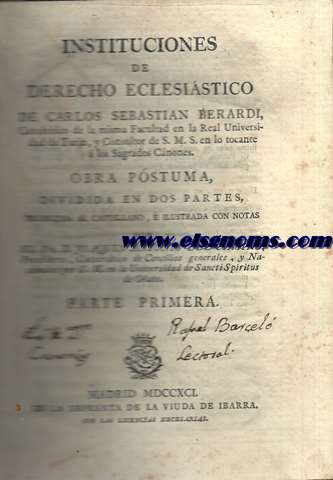 INSTITUCIONES
DE
DERECHO ECLESIÁSTICO
DE CARLOS SEBASTIAN BERARDI,
Catedrático de la misma Facultad en la Real Universi-
dad de Turin, y Consultor de S. M. S. en lo tocante
á los Sagrados Cánones.
OBRA PÓSTUMA,
DIVIDIDA EN DOS PARTES,
TRADUCIDA AL CASTELLANO, É ILUSTRADA CON NOTAS
www.elsgnoms.com
de Concilios generales, y Na-
en la Universidad de Sancti Spiritus
de Oñate.
PARTE PRIMERA.
Rafael Barceló
Lectoral.
MADRID MDCCXCI.
EN LA IMPRENTA DE LA VIUDA DE IBARRA.
CON LAS LICENCIAS NECESARIAS.